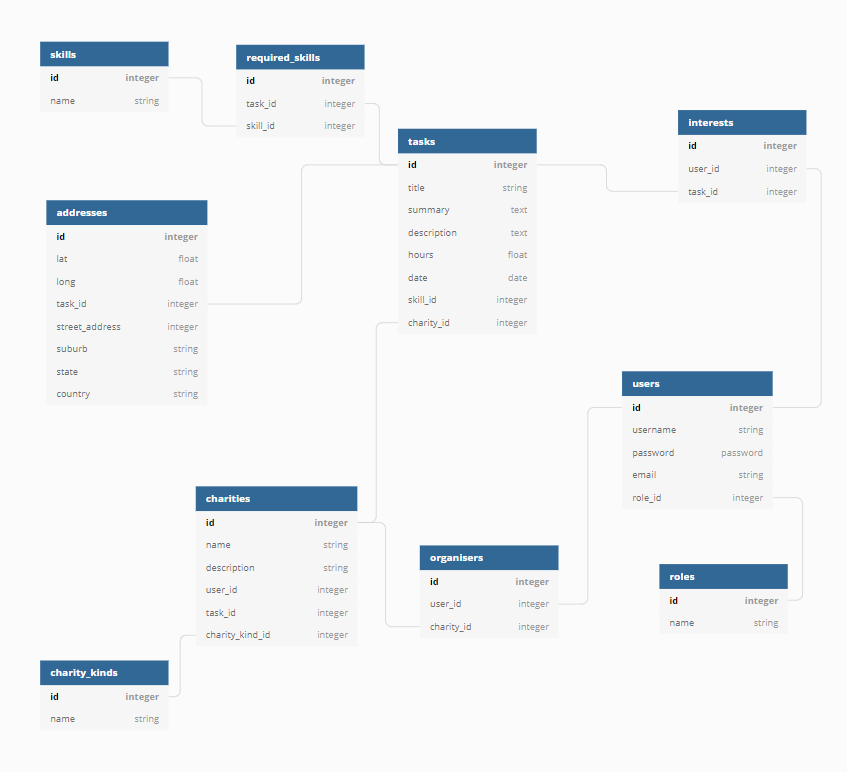 skills
id integer
name string
required_skills
id integer
task_id integer
skill_id integer
tasks
id integer
title string
summary text
description text
hours float
date date
skill_id integer
charity_id integer
interests
id integer
user_id integer
task_id integer
addresses
id integer
lat float
long float
task_id integer
street_address integer
suburb string
state string
country string
users
id integer
username string
password password
email string
role_id integer
charities
id integer
name string
description string
user_id integer
task_id integer
charity_kind_id integer
organisers
id integer
user_id integer
charity_id integer
roles
id integer
name string
charity_kinds
id integer
name string